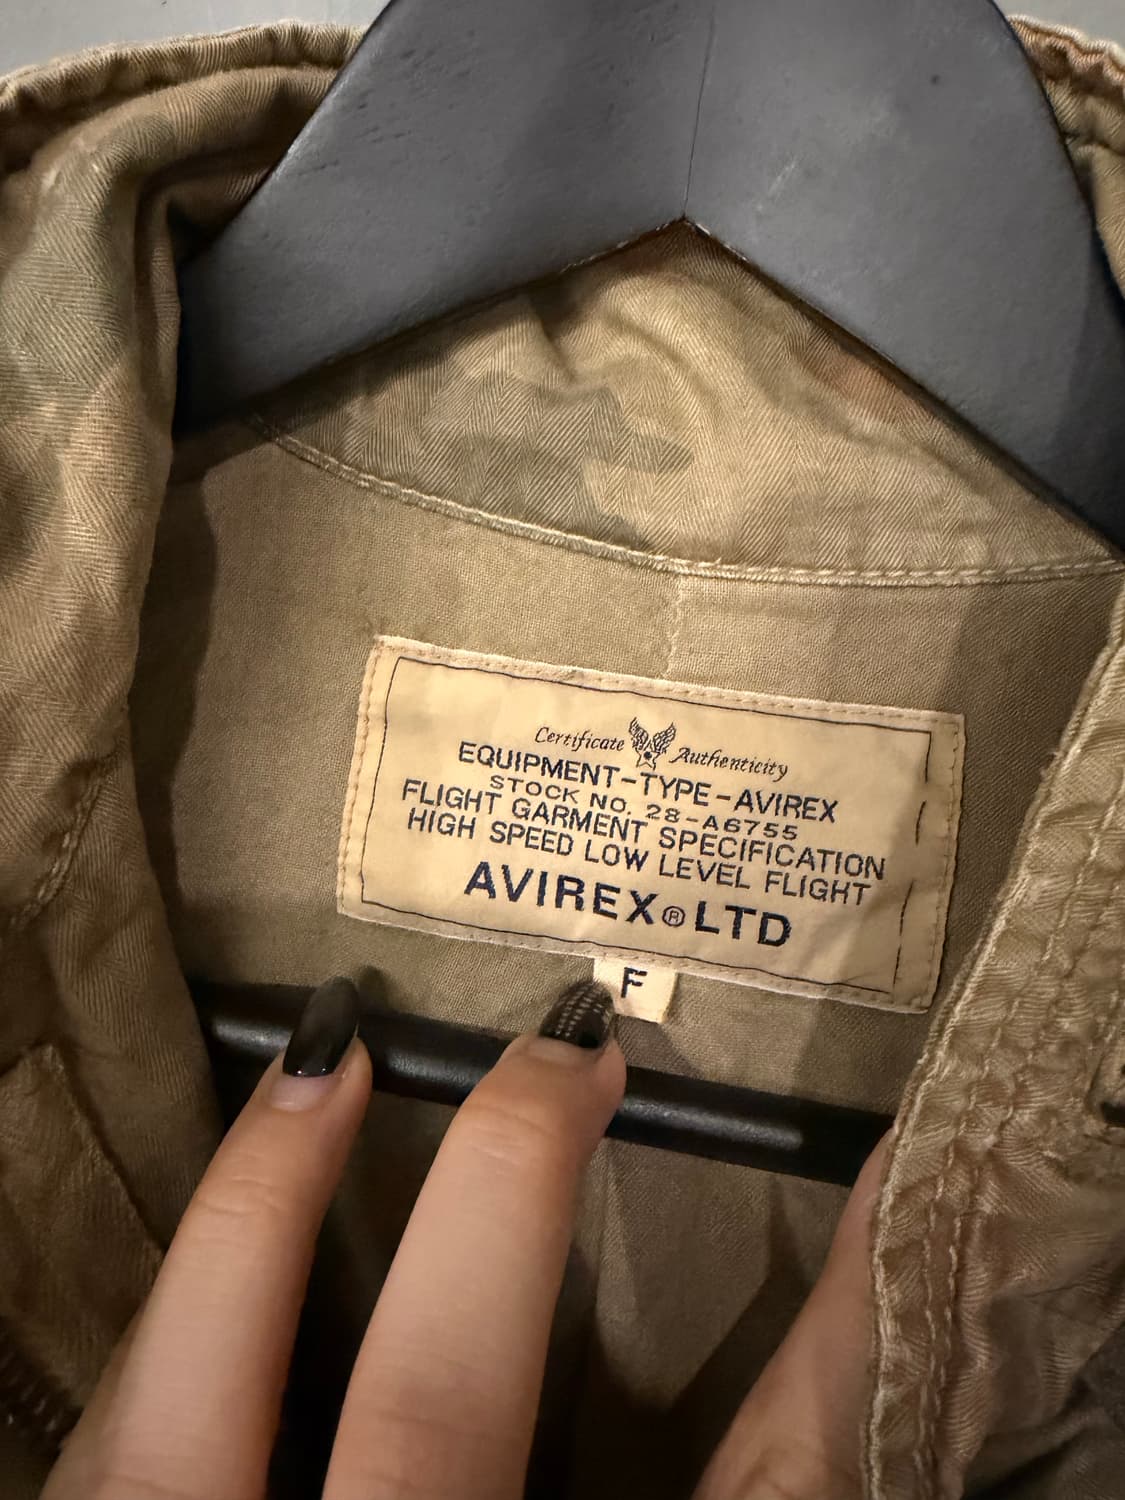 Certificate Authenticity
EQUIPMENT-TYPE-AVIREX
STOCK NO. 28-A6755
FLIGHT GARMENT SPECIFICATION
HIGH SPEED LOW LEVEL FLIGHT
AVIREX® LTD
F